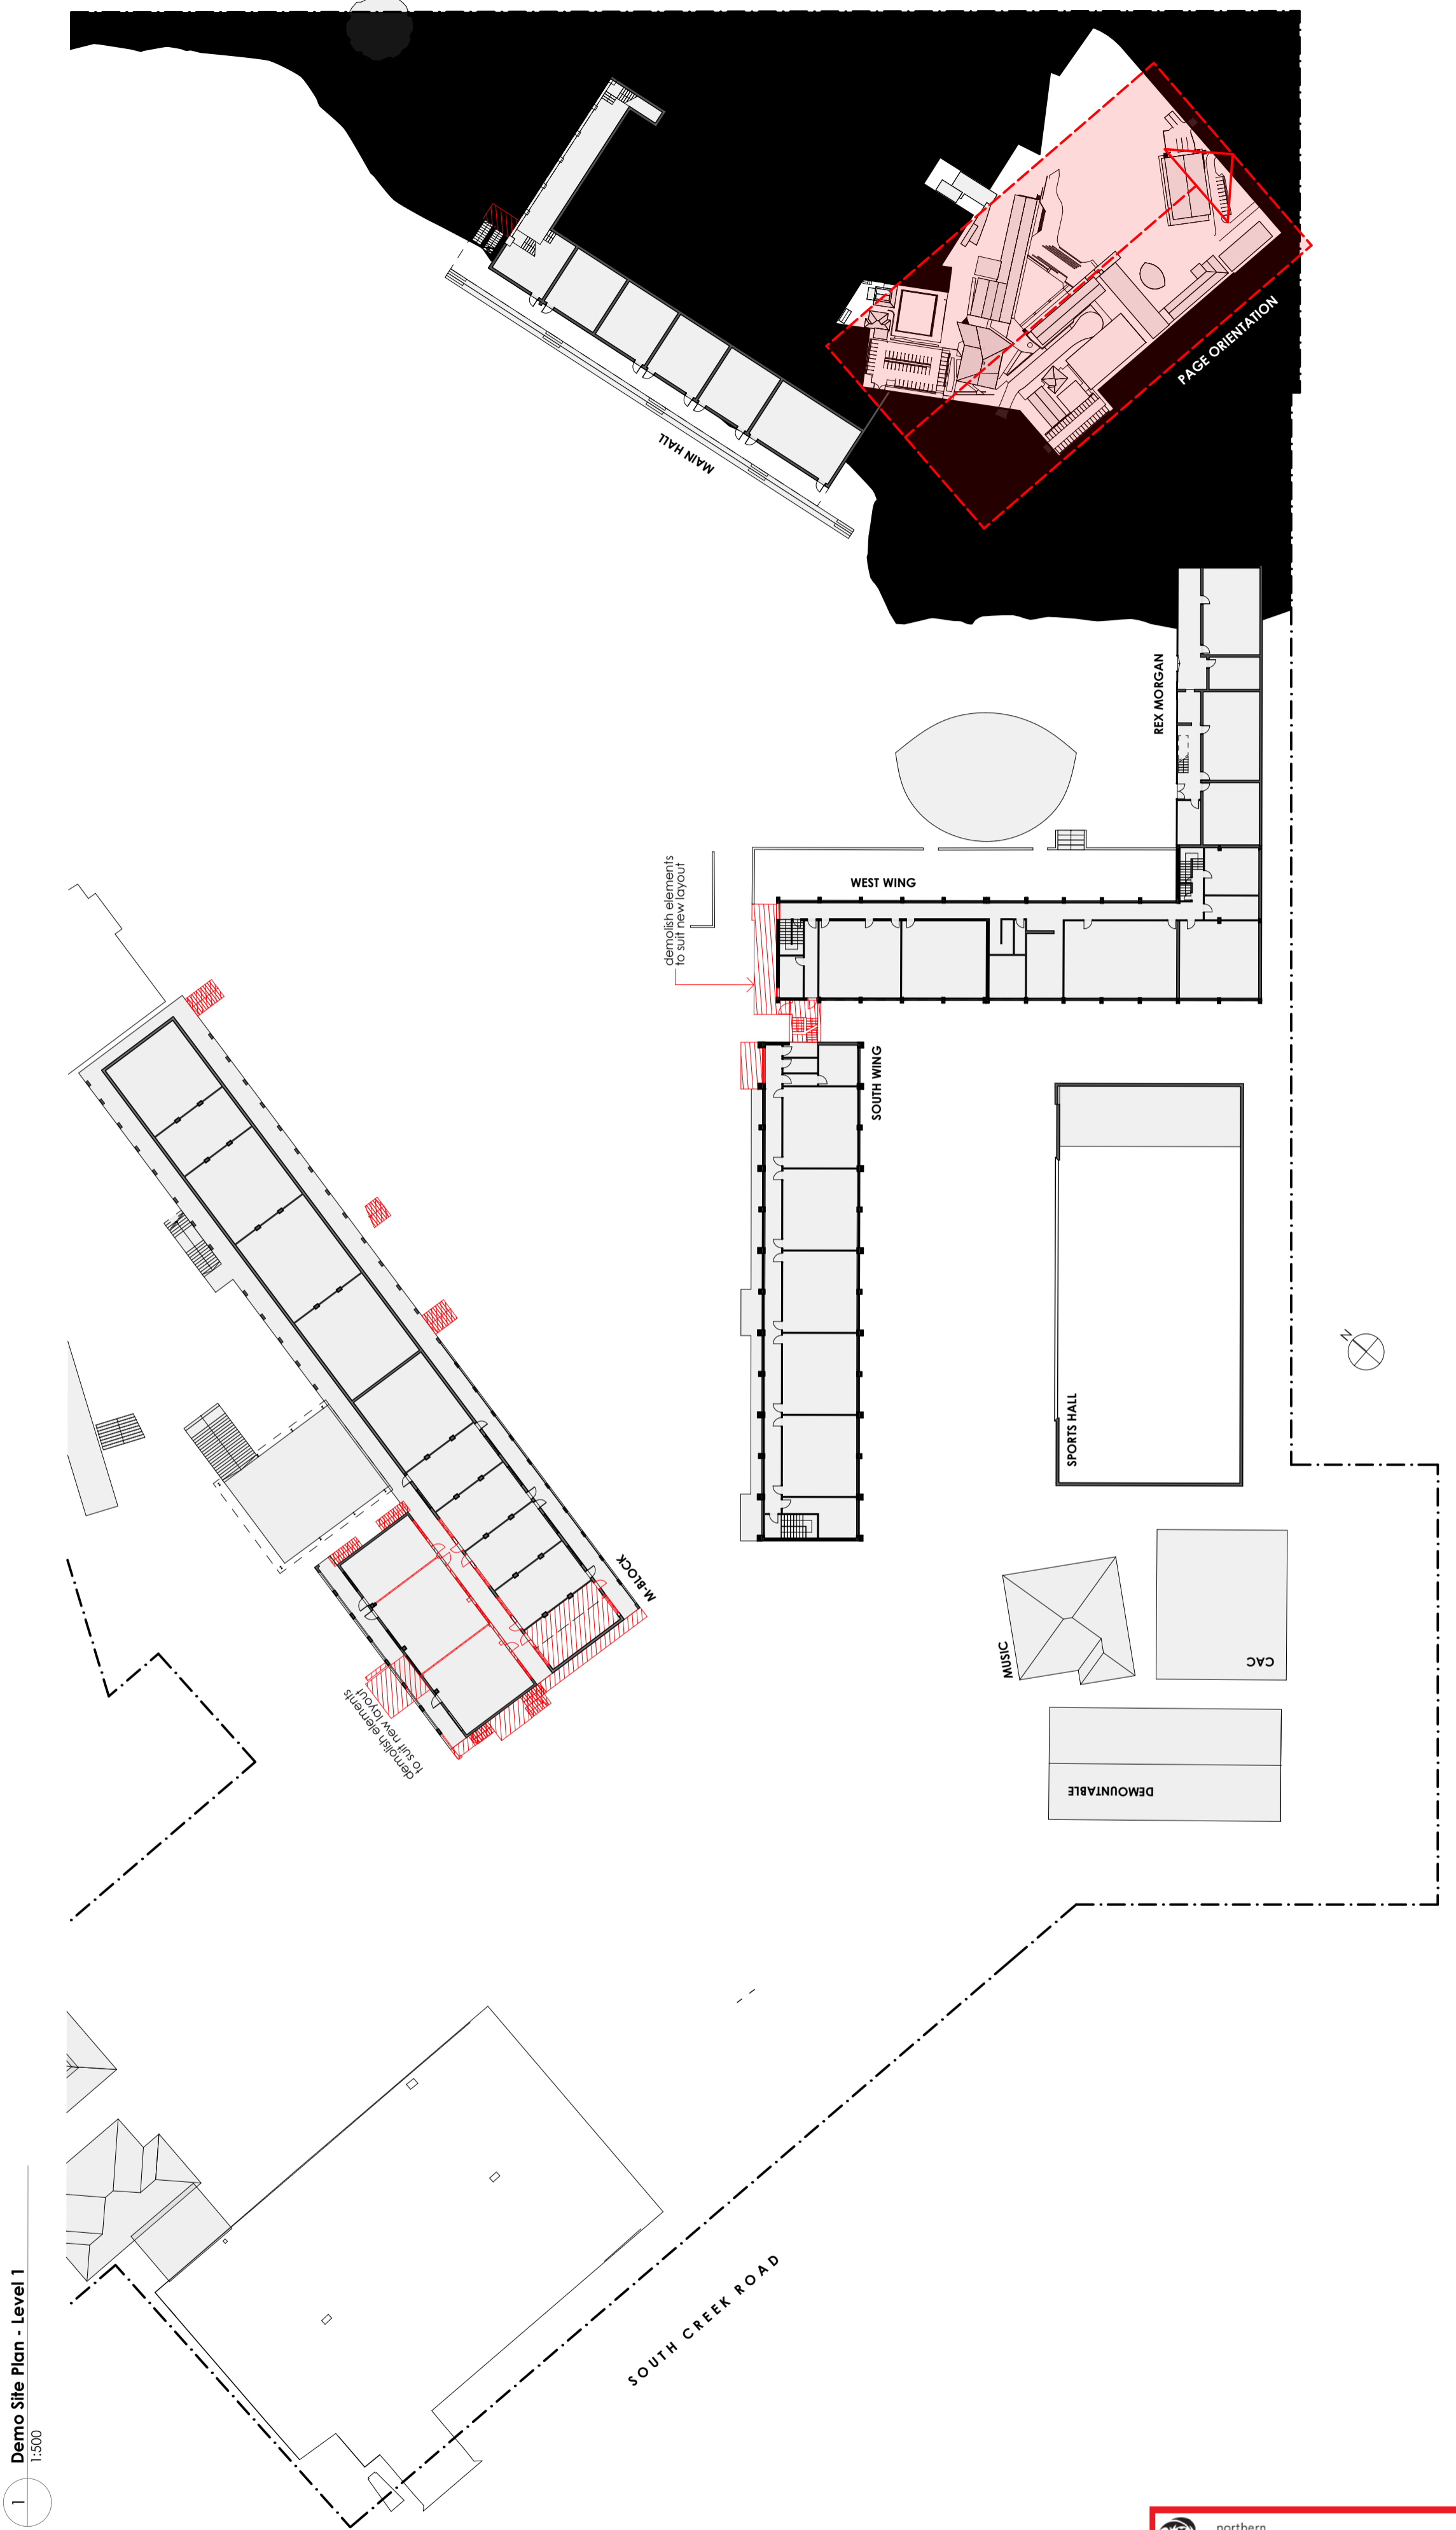 PAGE ORIENTATION
MAIN HALL
REX MORGAN
demolish elements
to suit new layout
WEST WING
SOUTH WING
N
SPORTS HALL
M-BLOCK
demolish elements
to suit new layout
MUSIC
CAC
DEMOUNTABLE
SOUTH CREEK ROAD
1
Demo Site Plan - Level 1
1:500
northern